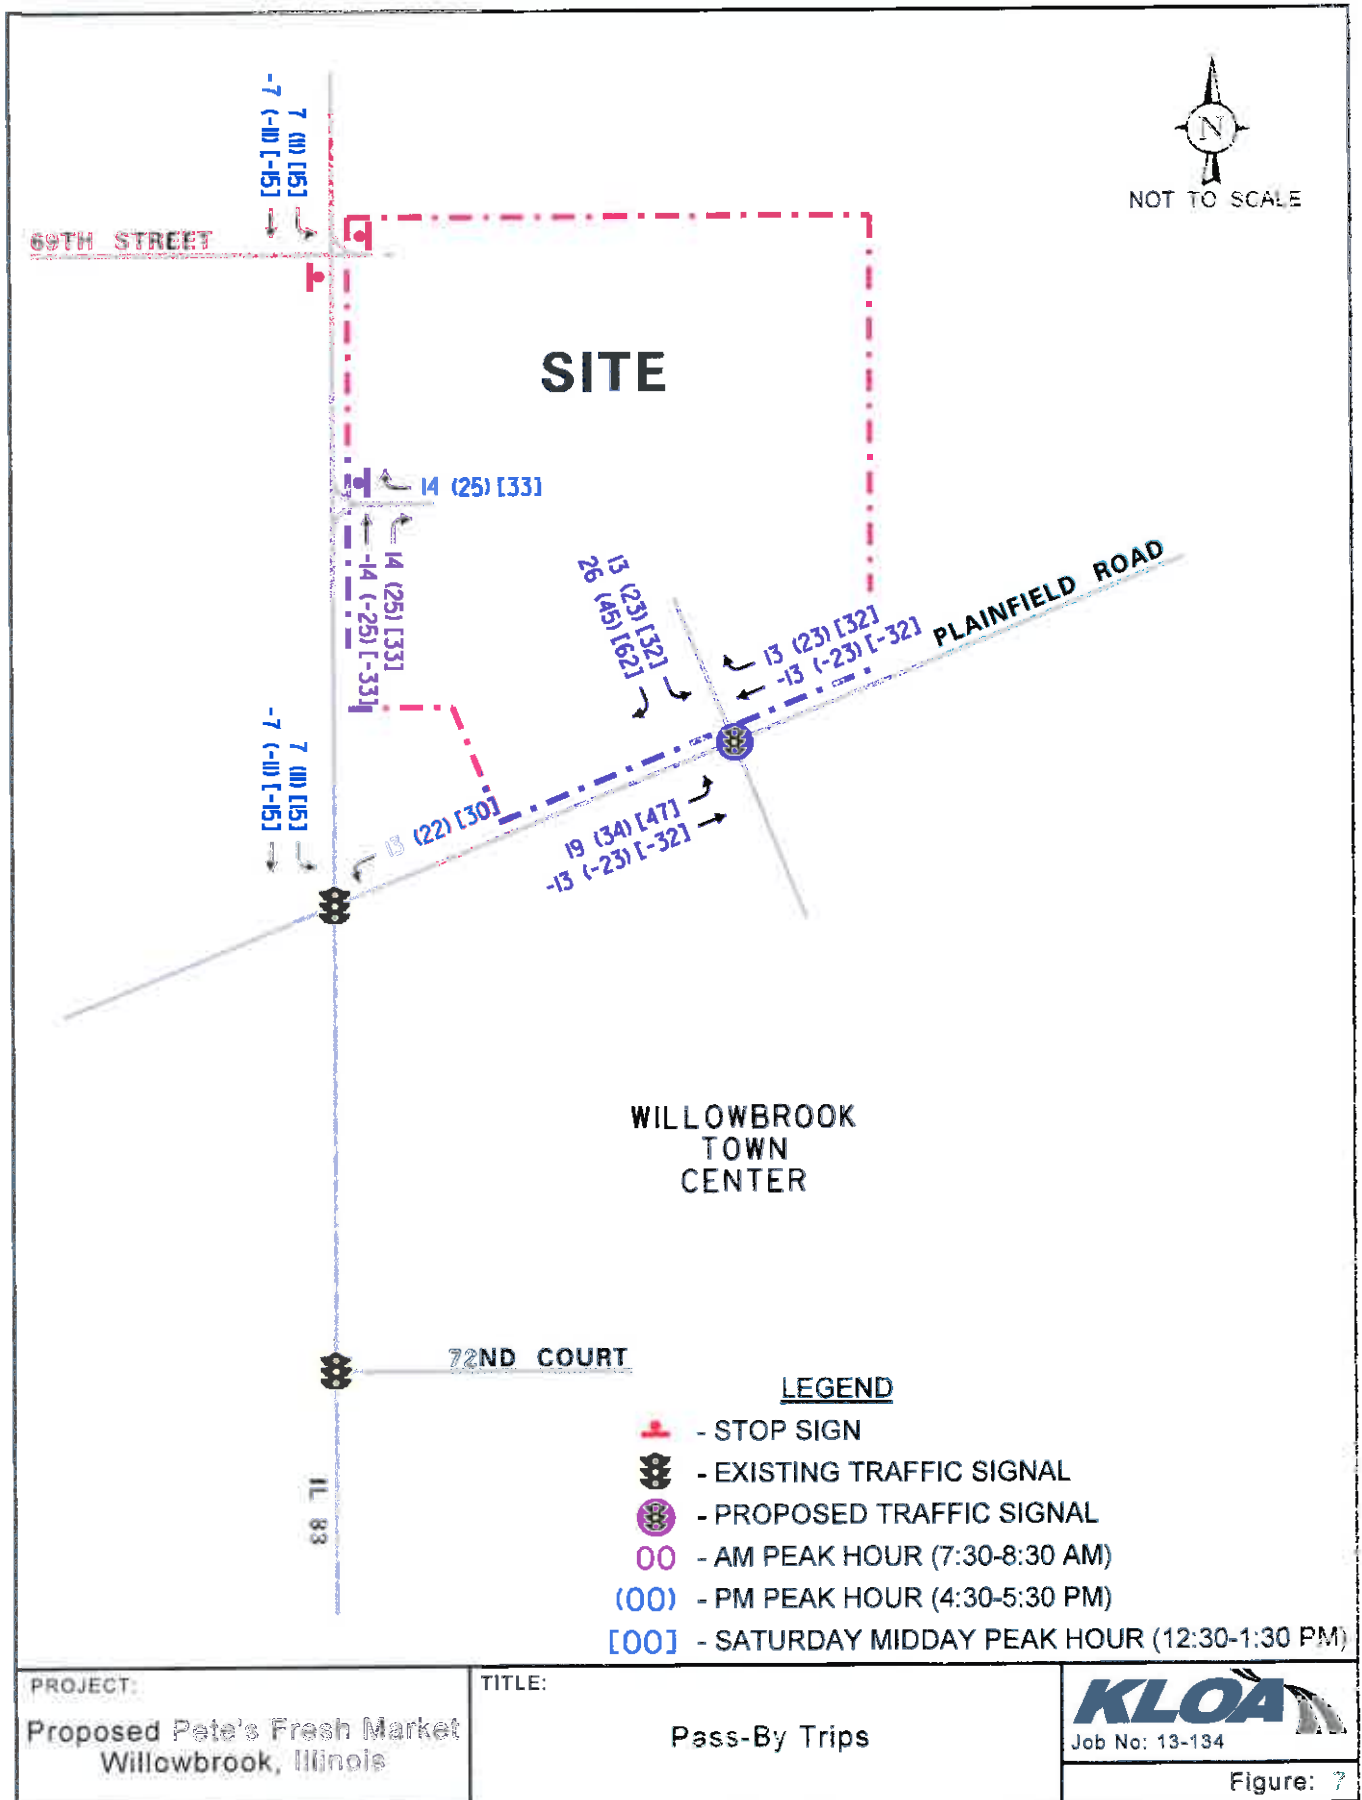 -7 (-11) [-15]
7 (11) [15]
N
NOT TO SCALE
69TH STREET
SITE
14 (25) [33]
14 (25) [33]
-14 (-25) [-33]
13 (23) [32]
26 (45) [62]
13 (23) [32]
-13 (-23) [-32]
PLAINFIELD ROAD
-7 (-11) [-15]
7 (11) [15]
13 (22) [30]
19 (34) [47]
-13 (-23) [-32]
WILLOWBROOK
TOWN
CENTER
72ND COURT
IL 83
LEGEND
- STOP SIGN
- EXISTING TRAFFIC SIGNAL
- PROPOSED TRAFFIC SIGNAL
00 - AM PEAK HOUR (7:30-8:30 AM)
(00) - PM PEAK HOUR (4:30-5:30 PM)
[00] - SATURDAY MIDDAY PEAK HOUR (12:30-1:30 PM)
PROJECT:
Proposed Pete's Fresh Market
Willowbrook, Illinois
TITLE:
Pass-By Trips
KLOA
Job No: 13-134
Figure: 7